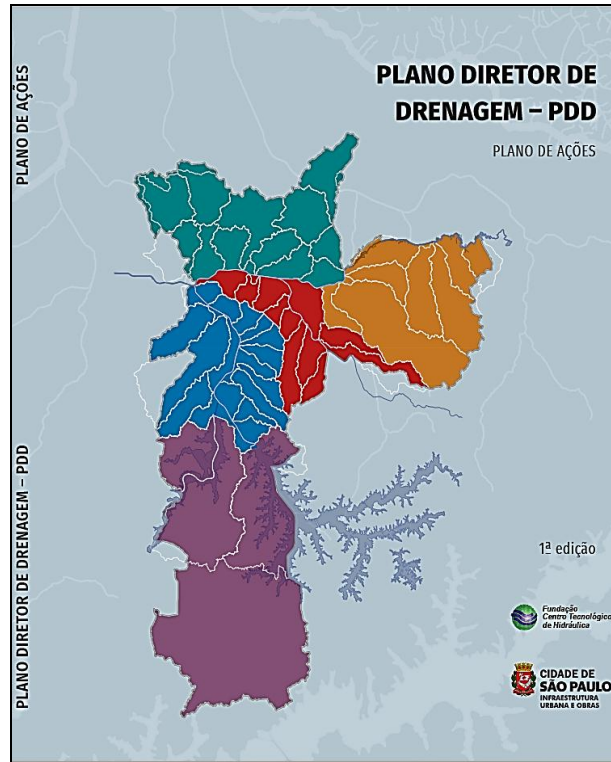 PLANO DIRETOR DE
DRENAGEM – PDD
PLANO DE AÇÕES
PLANO DE AÇÕES
PLANO DIRETOR DE DRENAGEM – PDD
1ª edição
Fundação
Centro Tecnológico
de Hidráulica
CIDADE DE
SÃO PAULO
INFRAESTRUTURA
URBANA E OBRAS